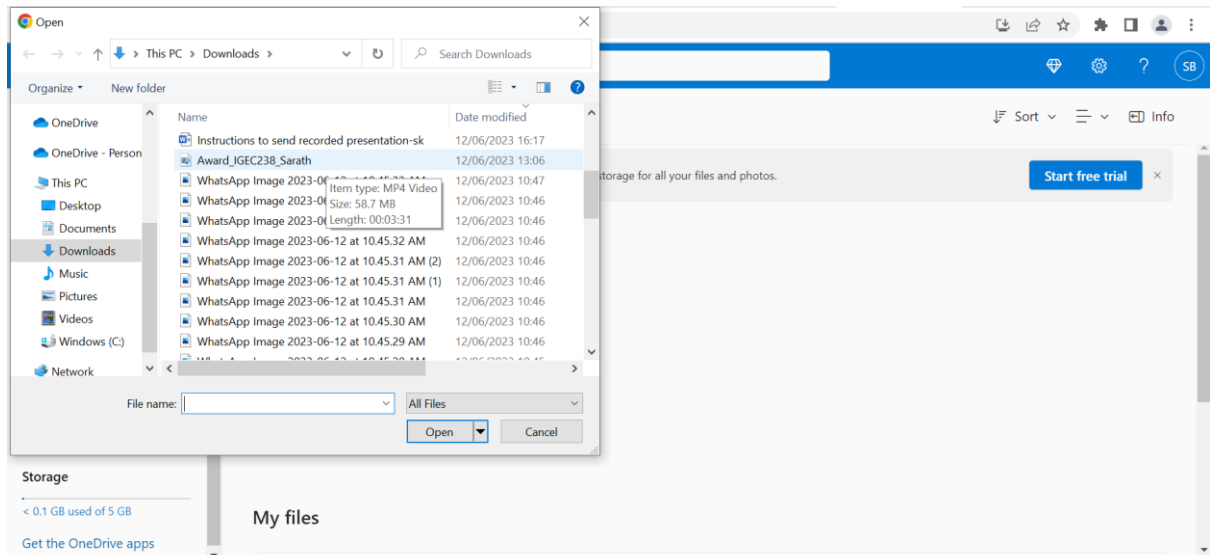 Open
This PC > Downloads >
Search Downloads
Organize
New folder
SB
Sort
Info
OneDrive
OneDrive - Person
This PC
Desktop
Documents
Downloads
Music
Pictures
Videos
Windows (C:)
Network
Name Date modified
Instructions to send recorded presentation-sk 12/06/2023 16:17
Award_IGEC238_Sarath 12/06/2023 13:06
WhatsApp Image 2023-06 12/06/2023 10:47
WhatsApp Image 2023-06 12/06/2023 10:46
WhatsApp Image 2023-06 12/06/2023 10:46
WhatsApp Image 2023-06-12 at 10.45.32 AM 12/06/2023 10:46
WhatsApp Image 2023-06-12 at 10.45.31 AM (2) 12/06/2023 10:46
WhatsApp Image 2023-06-12 at 10.45.31 AM (1) 12/06/2023 10:46
WhatsApp Image 2023-06-12 at 10.45.31 AM 12/06/2023 10:46
WhatsApp Image 2023-06-12 at 10.45.30 AM 12/06/2023 10:46
WhatsApp Image 2023-06-12 at 10.45.29 AM 12/06/2023 10:46
Item type: MP4 Video
Size: 58.7 MB
Length: 00:03:31
storage for all your files and photos.
Start free trial
File name:
All Files
Open
Cancel
Storage
< 0.1 GB used of 5 GB
Get the OneDrive apps
My files